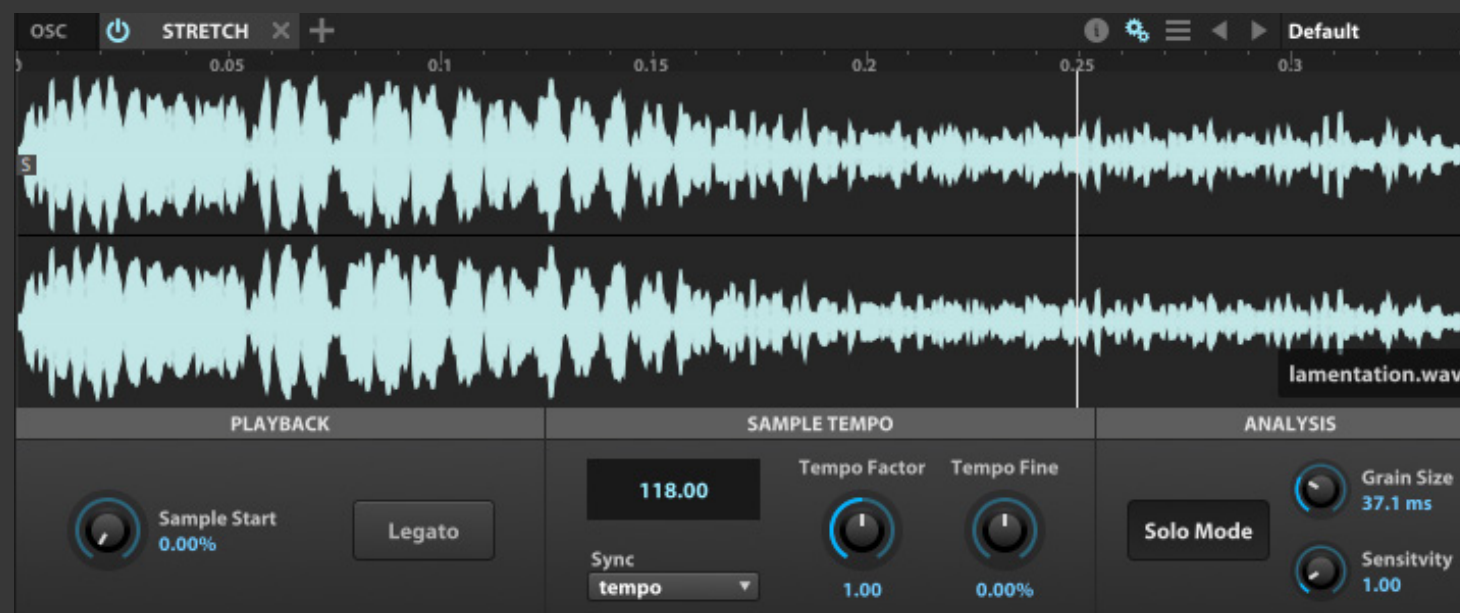 OSC STRETCH Default
0 0.05 0.1 0.15 0.2 0.25 0.3
S
lamentation.wav
PLAYBACK SAMPLE TEMPO ANALYSIS
Sample Start
0.00%
Legato
118.00
Sync
tempo
Tempo Factor
1.00
Tempo Fine
0.00%
Solo Mode
Grain Size
37.1 ms
Sensitvity
1.00